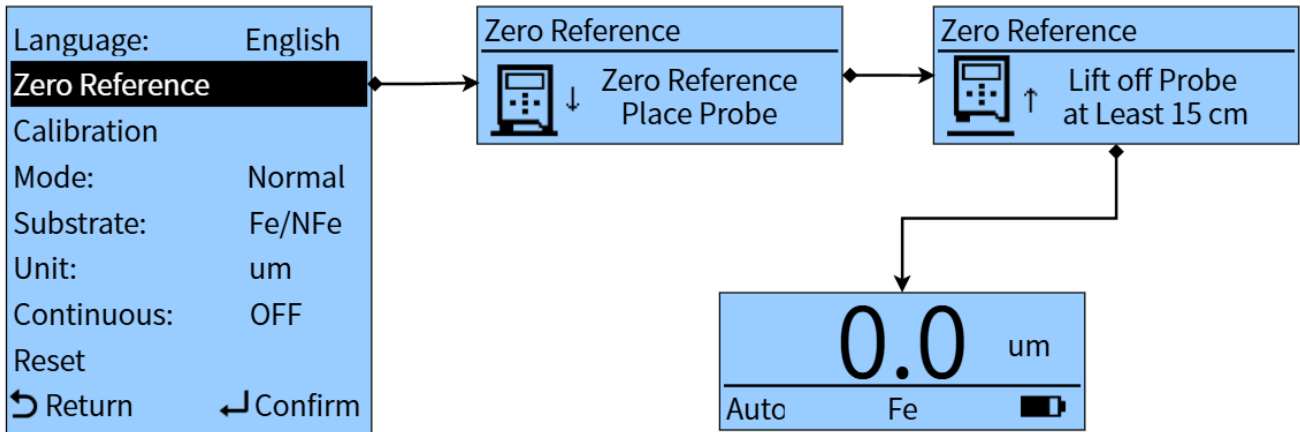 Language: English
Zero Reference
Calibration
Mode: Normal
Substrate: Fe/NFe
Unit: um
Continuous: OFF
Reset
Return Confirm
Zero Reference
Zero Reference
Place Probe
Zero Reference
Lift off Probe
at Least 15 cm
0.0 um
Auto Fe